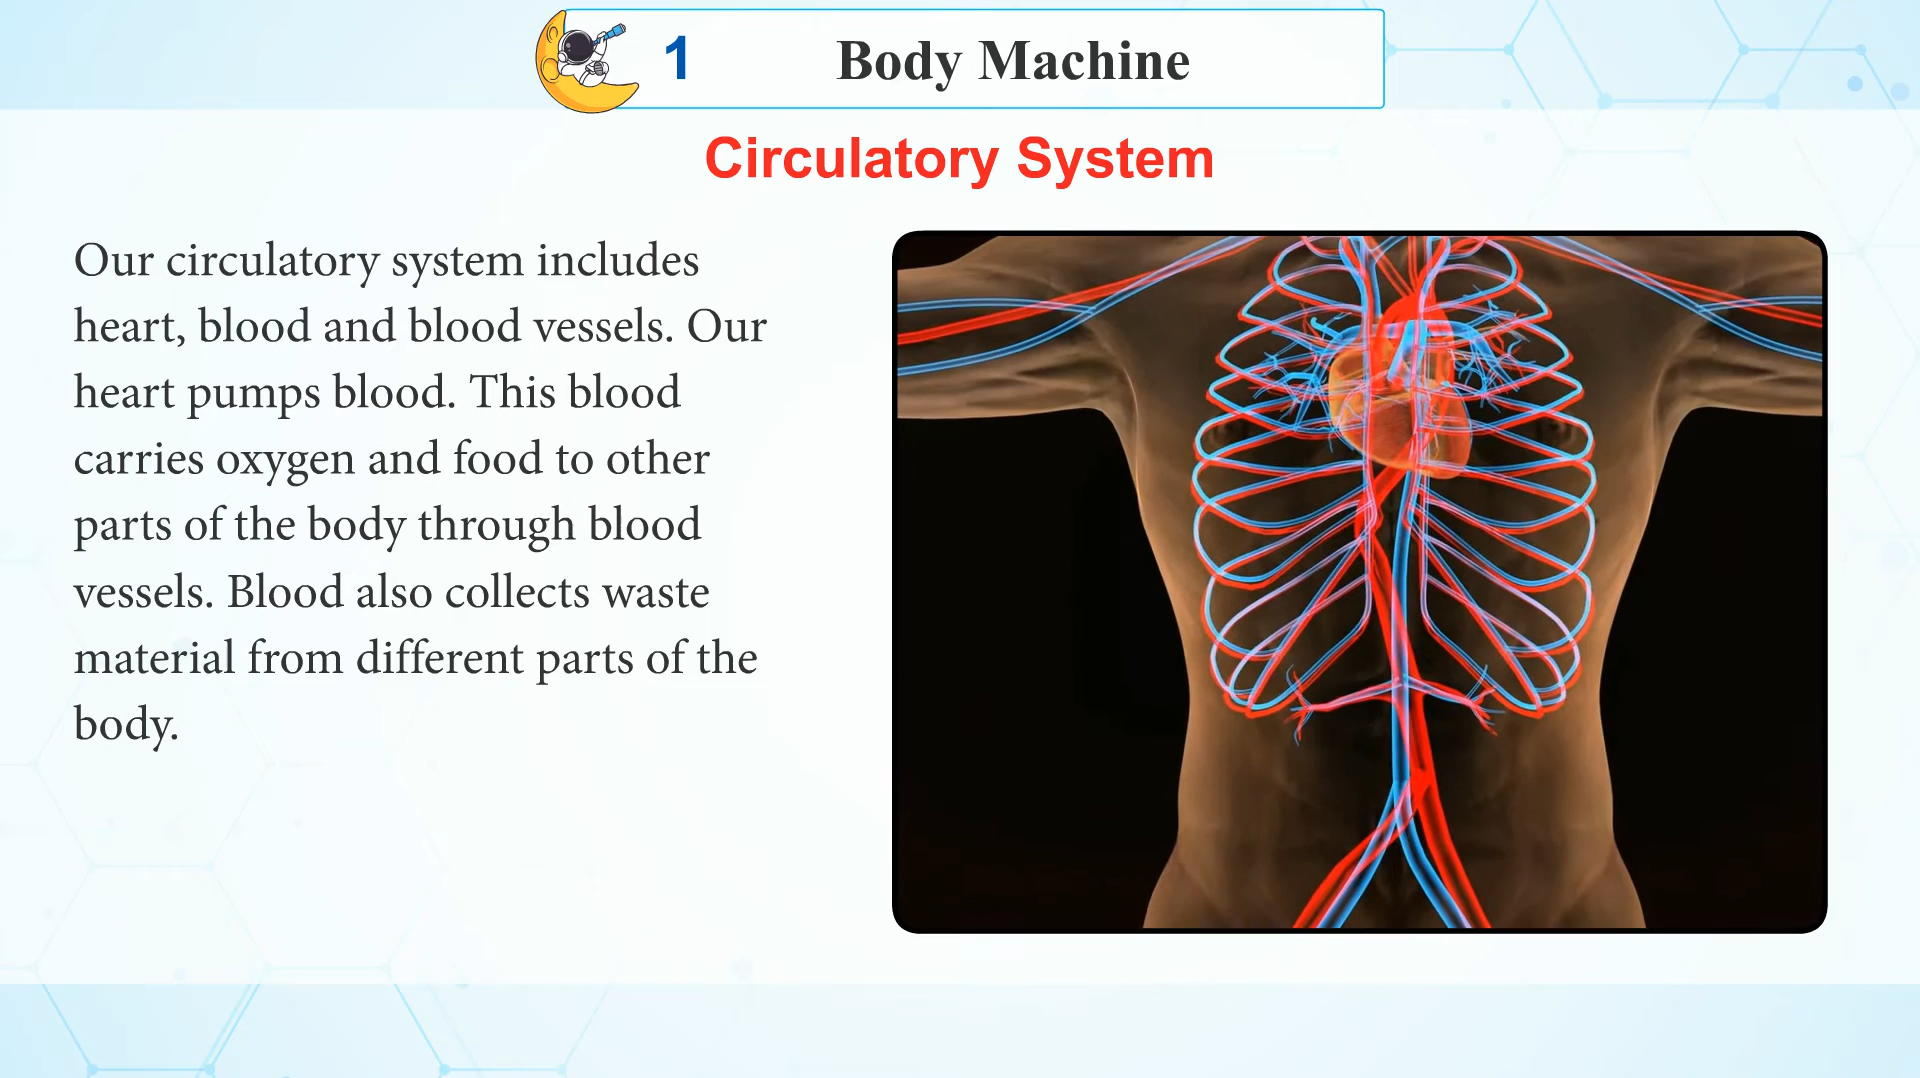 1 Body Machine
Circulatory System
Our circulatory system includes
heart, blood and blood vessels. Our
heart pumps blood. This blood
carries oxygen and food to other
parts of the body through blood
vessels. Blood also collects waste
material from different parts of the
body.